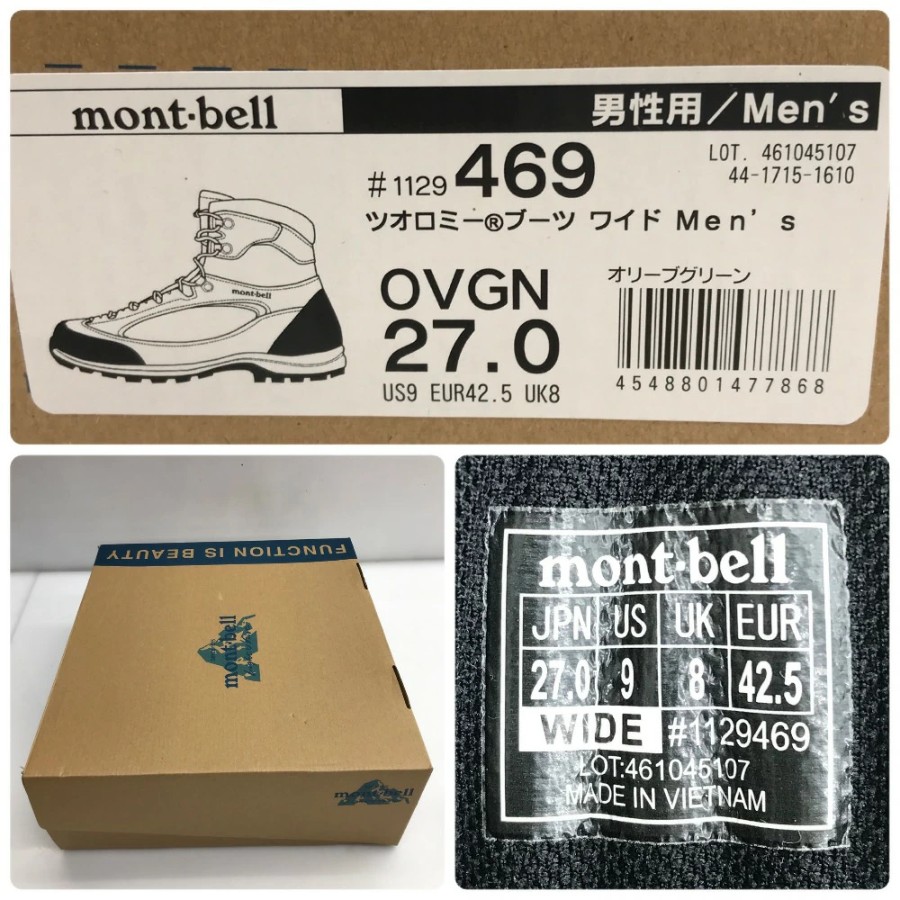 mont-bell
男性用/Men's
#1129 469
LOT. 461045107
44-1715-1610
ツオロミー®ブーツ ワイド Men's
mont-bell
OVGN
オリーブグリーン
27.0
US9 EUR42.5 UK8
4548801477868
FUNCTION IS BEAUTY
mont-bell
mont-bell
mont-bell
JPN US UK EUR
27.0 9 8 42.5
WIDE #1129469
LOT:461045107
MADE IN VIETNAM